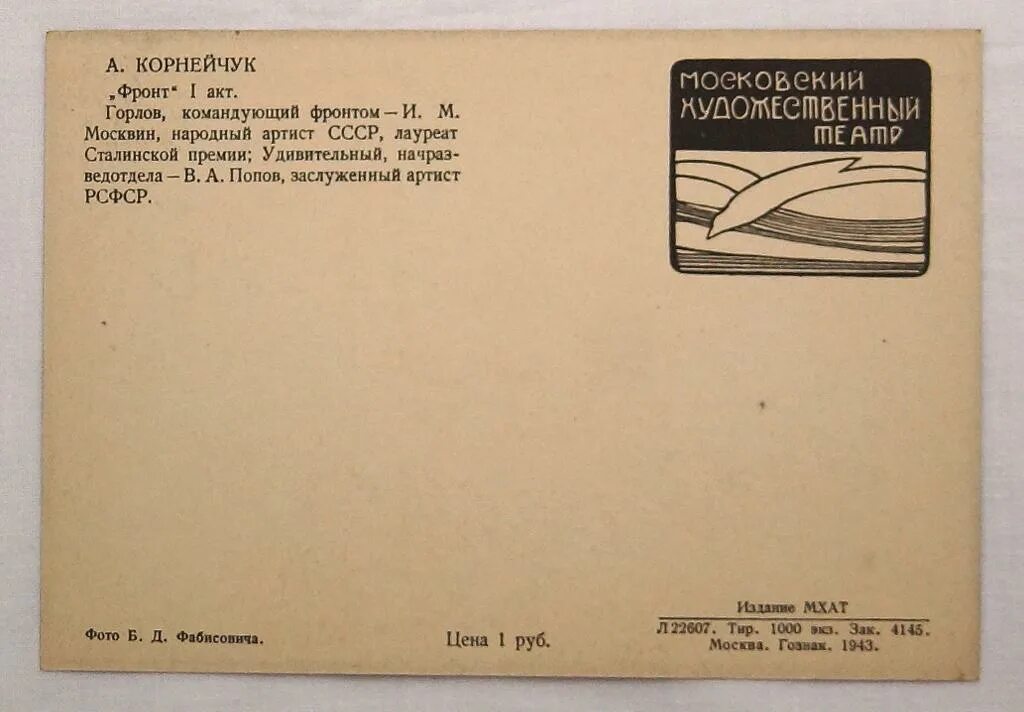 А. КОРНЕЙЧУК
„Фронт“ I акт.
Горлов, командующий фронтом — И. М.
Москвин, народный артист СССР, лауреат
Сталинской премии; Удивительный, начраз-
ведотдела — В. А. Попов, заслуженный артист
РСФСР.
МОСКОВСКИЙ
ХУДОЖЕСТВЕННЫЙ
ТЕАТР
Фото Б. Д. Фабисовича.
Цена 1 руб.
Издание МХАТ
Л 22607. Тир. 1000 экз. Зак. 4145.
Москва. Гознак. 1943.